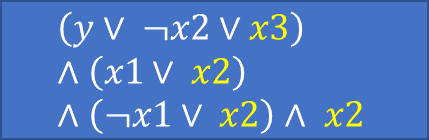 (y ∨ ¬x2 ∨ x3)
∧ (x1 ∨ x2)
∧ (¬x1 ∨ x2) ∧ x2